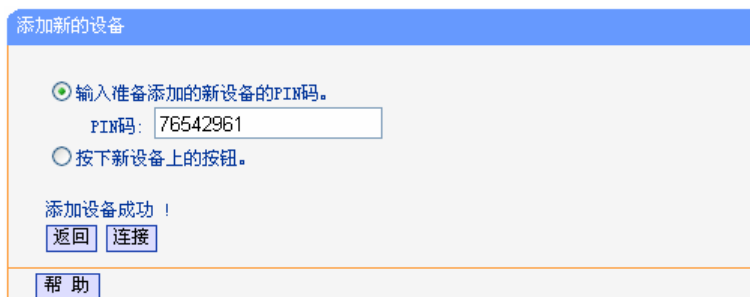 添加新的设备
输入准备添加的新设备的PIN码。
PIN码: 76542961
按下新设备上的按钮。
添加设备成功 !
返回 连接
帮 助